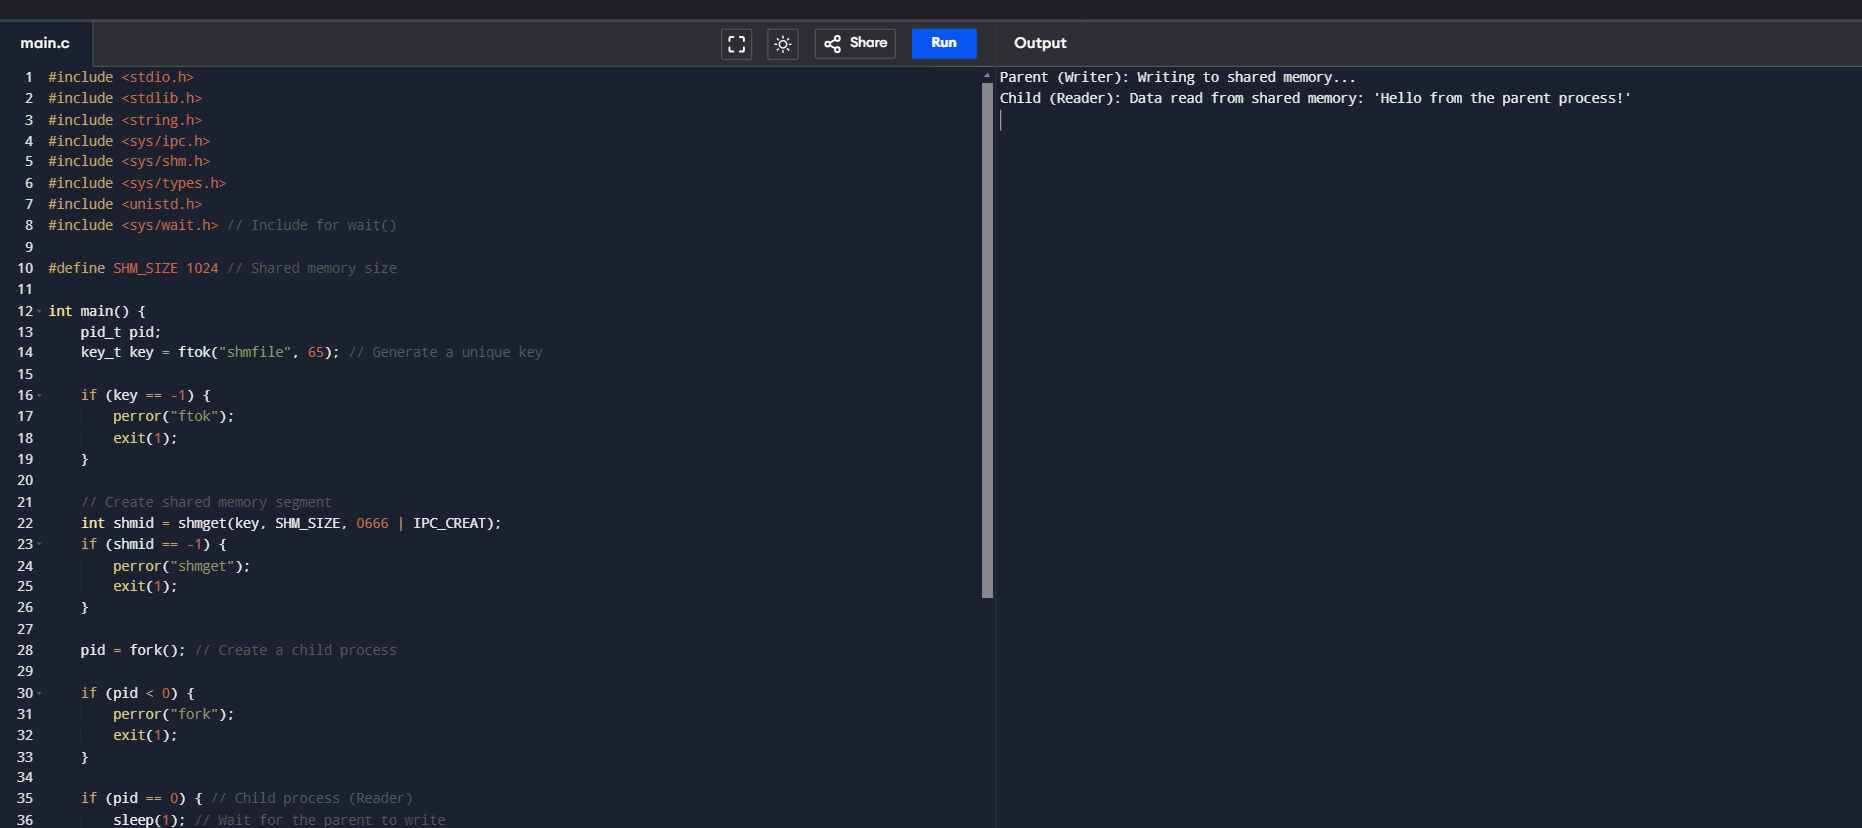 main.c
Share
Run
Output
1 #include <stdio.h>
2 #include <stdlib.h>
3 #include <string.h>
4 #include <sys/ipc.h>
5 #include <sys/shm.h>
6 #include <sys/types.h>
7 #include <unistd.h>
8 #include <sys/wait.h> // Include for wait()
9
10 #define SHM_SIZE 1024 // Shared memory size
11
12 int main() {
13     pid_t pid;
14     key_t key = ftok("shmfile", 65); // Generate a unique key
15
16     if (key == -1) {
17         perror("ftok");
18         exit(1);
19     }
20
21     // Create shared memory segment
22     int shmid = shmget(key, SHM_SIZE, 0666 | IPC_CREAT);
23     if (shmid == -1) {
24         perror("shmget");
25         exit(1);
26     }
27
28     pid = fork(); // Create a child process
29
30     if (pid < 0) {
31         perror("fork");
32         exit(1);
33     }
34
35     if (pid == 0) { // Child process (Reader)
36         sleep(1); // Wait for the parent to write
Parent (Writer): Writing to shared memory...
Child (Reader): Data read from shared memory: 'Hello from the parent process!'